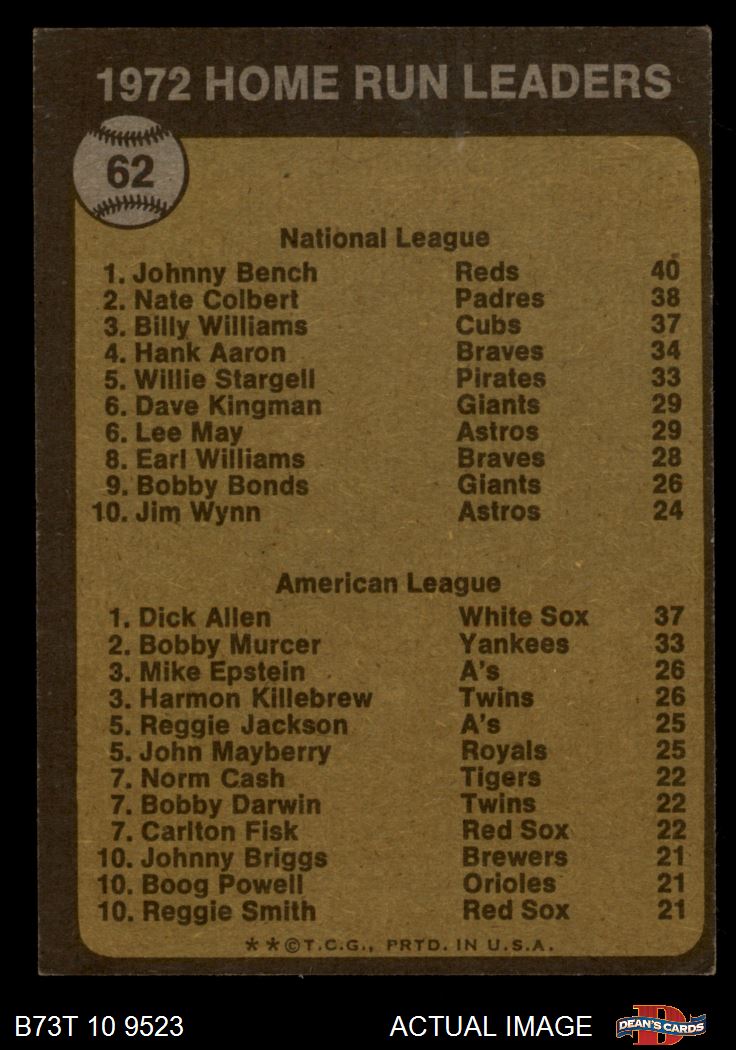 1972 HOME RUN LEADERS
62
National League
1. Johnny Bench Reds 40
2. Nate Colbert Padres 38
3. Billy Williams Cubs 37
4. Hank Aaron Braves 34
5. Willie Stargell Pirates 33
6. Dave Kingman Giants 29
6. Lee May Astros 29
8. Earl Williams Braves 28
9. Bobby Bonds Giants 26
10. Jim Wynn Astros 24
American League
1. Dick Allen White Sox 37
2. Bobby Murcer Yankees 33
3. Mike Epstein A's 26
3. Harmon Killebrew Twins 26
5. Reggie Jackson A's 25
5. John Mayberry Royals 25
7. Norm Cash Tigers 22
7. Bobby Darwin Twins 22
7. Carlton Fisk Red Sox 22
10. Johnny Briggs Brewers 21
10. Boog Powell Orioles 21
10. Reggie Smith Red Sox 21
**©T.C.G., PRTD. IN U.S.A.
B73T 10 9523 ACTUAL IMAGE D DEAN'S CARDS